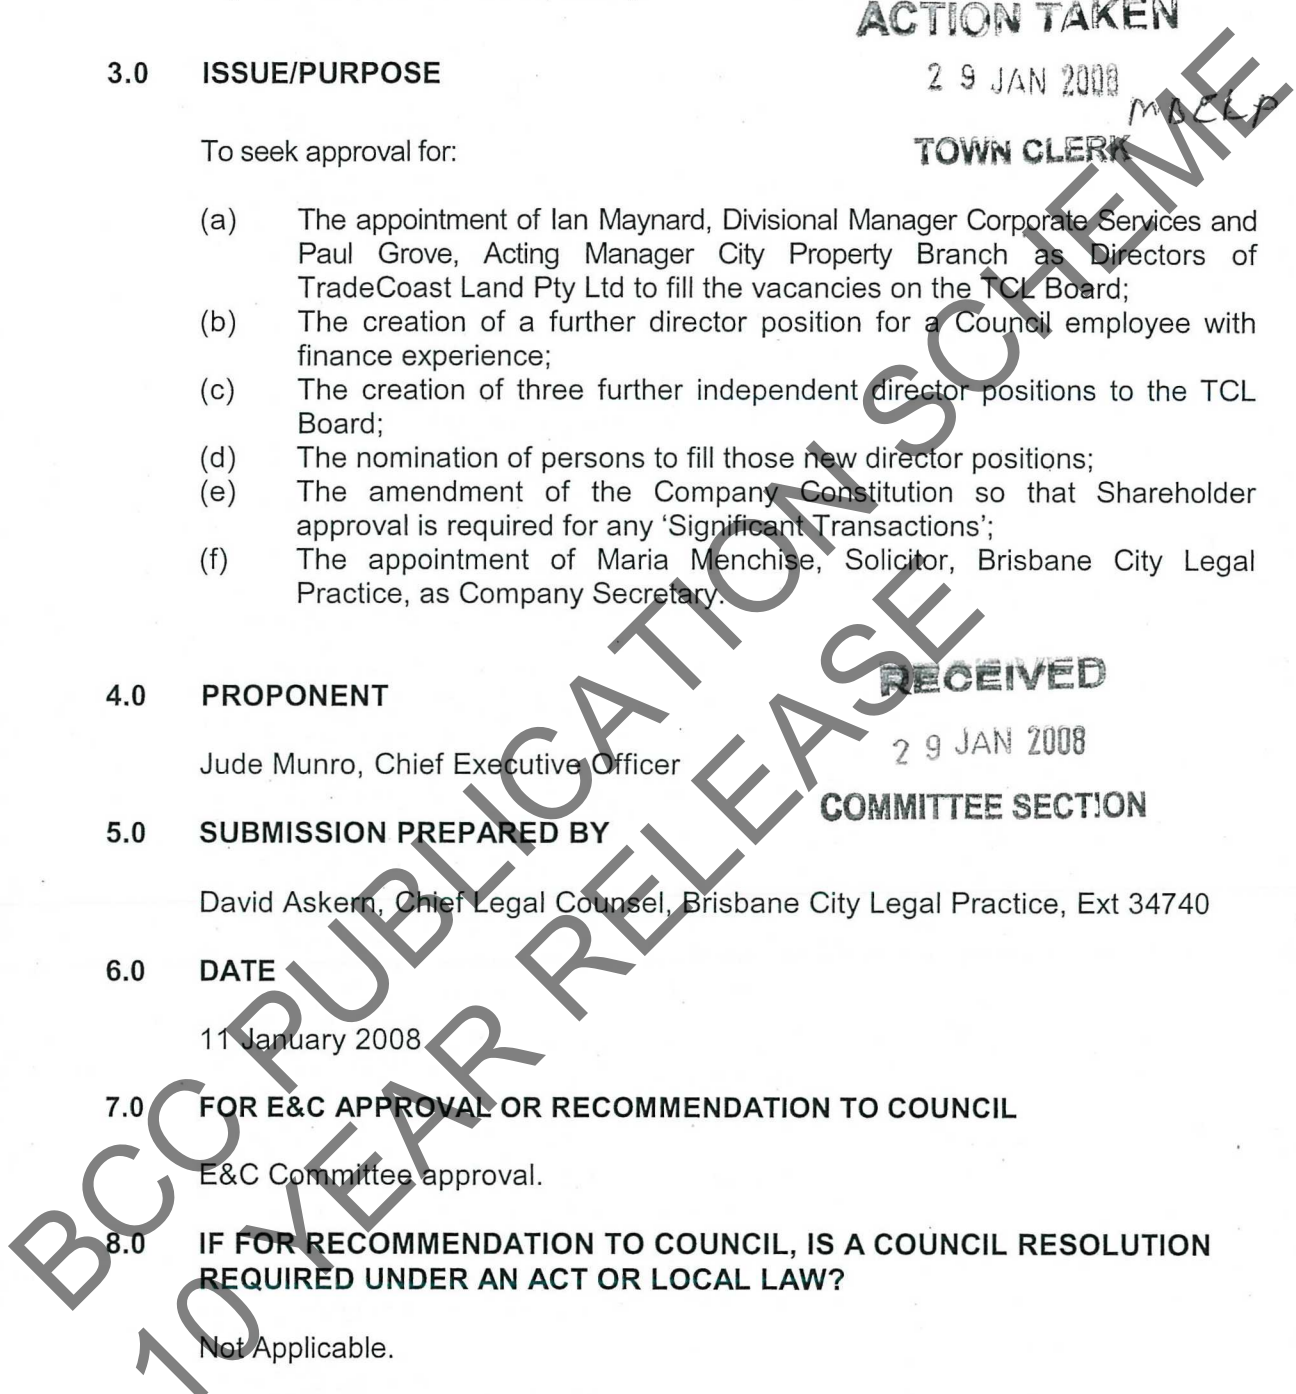 ACTION TAKEN
3.0 ISSUE/PURPOSE
29 JAN 2008
To seek approval for:
TOWN CLERK
(a) The appointment of Ian Maynard, Divisional Manager Corporate Services and
Paul Grove, Acting Manager City Property Branch as Directors of
TradeCoast Land Pty Ltd to fill the vacancies on the TCL Board;
(b) The creation of a further director position for a Council employee with
finance experience;
(c) The creation of three further independent director positions to the TCL
Board;
(d) The nomination of persons to fill those new director positions;
(e) The amendment of the Company Constitution so that Shareholder
approval is required for any ‘Significant Transactions’;
(f) The appointment of Maria Menchise, Solicitor, Brisbane City Legal
Practice, as Company Secretary.
RECEIVED
4.0 PROPONENT
29 JAN 2008
Jude Munro, Chief Executive Officer
COMMITTEE SECTION
5.0 SUBMISSION PREPARED BY
David Askern, Chief Legal Counsel, Brisbane City Legal Practice, Ext 34740
6.0 DATE
11 January 2008
7.0 FOR E&C APPROVAL OR RECOMMENDATION TO COUNCIL
E&C Committee approval.
8.0 IF FOR RECOMMENDATION TO COUNCIL, IS A COUNCIL RESOLUTION
REQUIRED UNDER AN ACT OR LOCAL LAW?
Not Applicable.
BCC PUBLICATION SCHEME
10 YEAR RELEASE